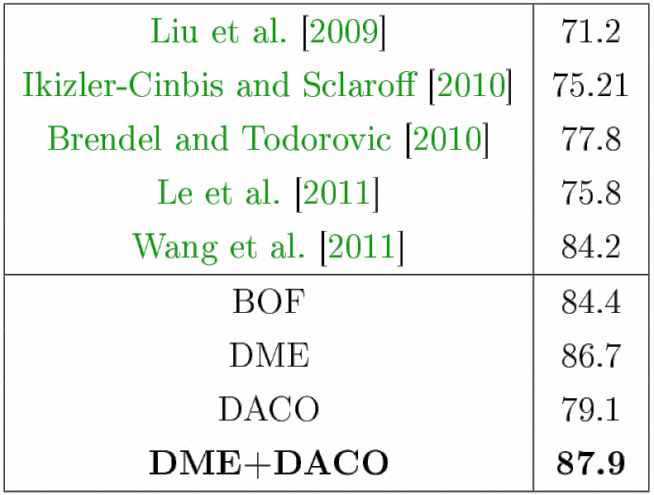 Liu et al. [2009] 71.2
Ikizler-Cinbis and Sclaroff [2010] 75.21
Brendel and Todorovic [2010] 77.8
Le et al. [2011] 75.8
Wang et al. [2011] 84.2
BOF 84.4
DME 86.7
DACO 79.1
DME+DACO 87.9